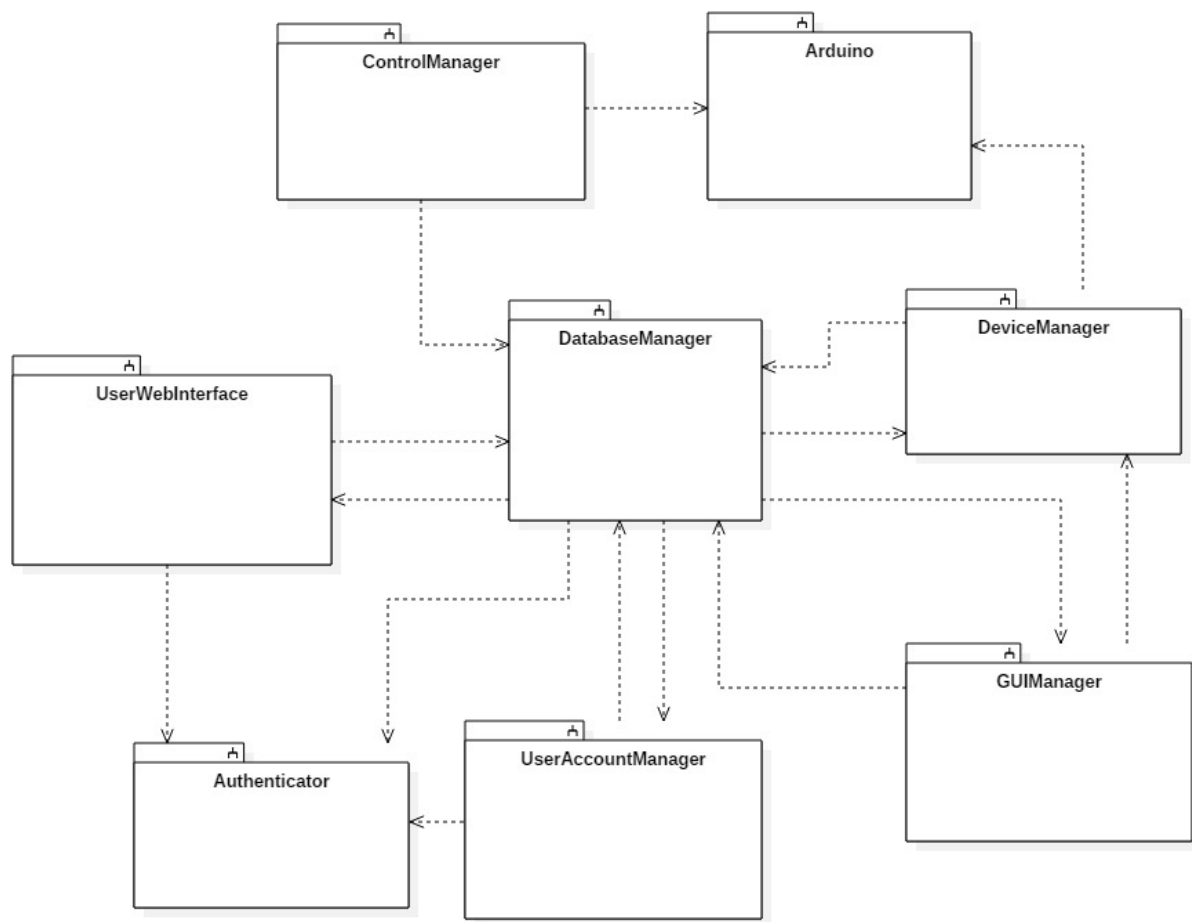 ControlManager
Arduino
DatabaseManager
DeviceManager
UserWebInterface
GUIManager
UserAccountManager
Authenticator